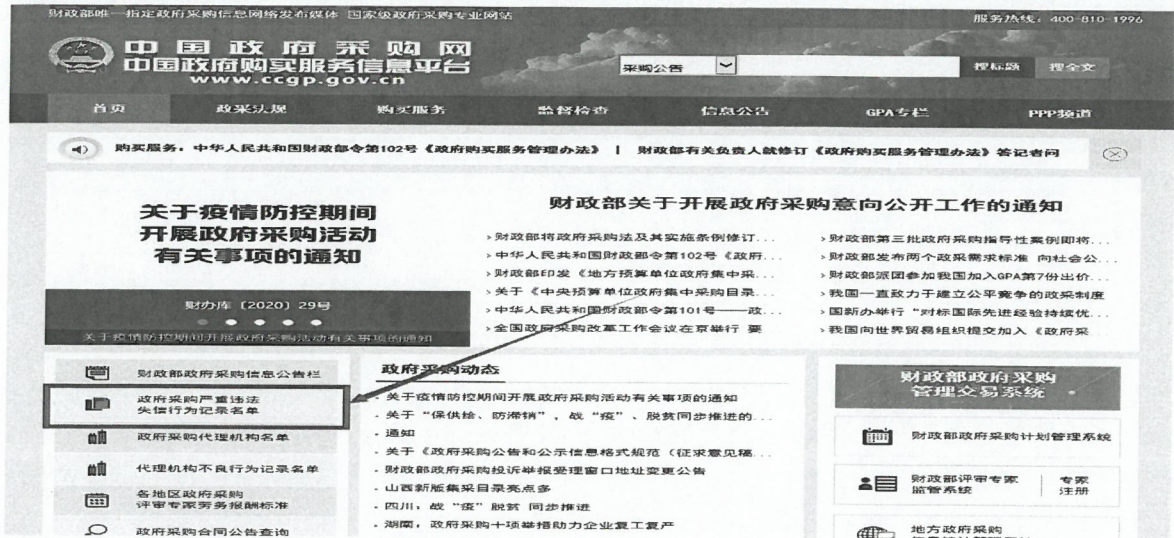 财政部唯一指定政府采购信息网络发布媒体 国家级政府采购专业网站
服务热线：400-810-1996
中国政府采购网
中国政府购买服务信息平台
www.ccgp.gov.cn
采购公告
搜标题 搜全文
首页 政采法规 购买服务 监督检查 信息公告 GPA专栏 PPP频道
购买服务：中华人民共和国财政部令第102号《政府购买服务管理办法》 | 财政部有关负责人就修订《政府购买服务管理办法》答记者问
关于疫情防控期间
开展政府采购活动
有关事项的通知
财办库〔2020〕29号
关于疫情防控期间开展政府采购活动有关事项的通知
财政部关于开展政府采购意向公开工作的通知
›财政部将政府采购法及其实施条例修订...
›中华人民共和国财政部令第102号《政府...
›财政部印发《地方预算单位政府集中采...
›关于《中央预算单位政府集中采购目录...
›中华人民共和国财政部令第101号——政...
›全国政府采购改革工作会议在京举行 要
›财政部第三批政府采购指导性案例即将...
›财政部发布两个政采需求标准 向社会公...
›财政部派团参加我国加入GPA第7份出价...
›我国一直致力于建立公平竞争的政采制度
›国新办举行“对标国际先进经验持续优...
›我国向世界贸易组织提交加入《政府采
财政部政府采购信息公告栏
政府采购严重违法
失信行为记录名单
政府采购代理机构名单
代理机构不良行为记录名单
各地区政府采购
评审专家劳务报酬标准
政府采购合同公告查询
政府采购动态
·关于疫情防控期间开展政府采购活动有关事项的通知
·关于“保供给、防滞销”，战“疫”、脱贫同步推进的...
·通知
·关于《政府采购公告和公示信息格式规范（征求意见稿...
·财政部政府采购投诉举报受理窗口地址变更公告
·山西新版集采目录亮点多
·四川：战“疫”脱贫 同步推进
·湖南：政府采购十项举措助力企业复工复产
财政部政府采购
管理交易系统
财政部政府采购计划管理系统
财政部评审专家
监管系统
专家
注册
地方政府采购